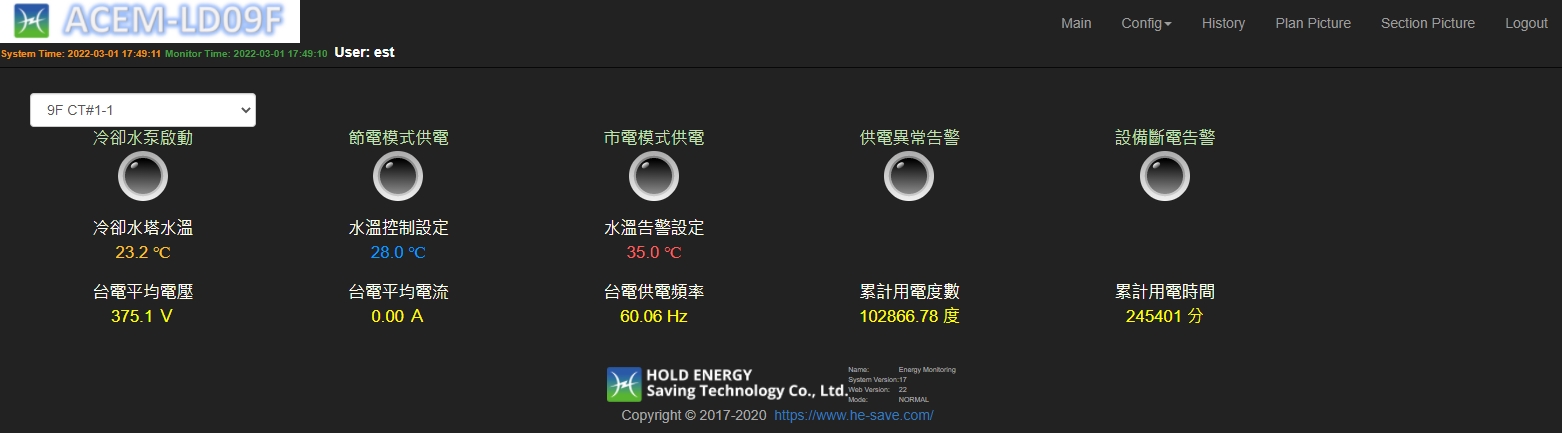 ACEM-LD09F
Main Config History Plan Picture Section Picture Logout
System Time: 2022-03-01 17:49:11 Monitor Time: 2022-03-01 17:49:10 User: est
9F CT#1-1
冷卻水泵啟動 節電模式供電 市電模式供電 供電異常告警 設備斷電告警
冷卻水塔水溫 水溫控制設定 水溫告警設定
23.2 ℃ 28.0 ℃ 35.0 ℃
台電平均電壓 台電平均電流 台電供電頻率 累計用電度數 累計用電時間
375.1 V 0.00 A 60.06 Hz 102866.78 度 245401 分
HOLD ENERGY
Saving Technology Co., Ltd.
Name: Energy Monitoring
System Version:17
Web Version: 22
Mode: NORMAL
Copyright © 2017-2020 https://www.he-save.com/